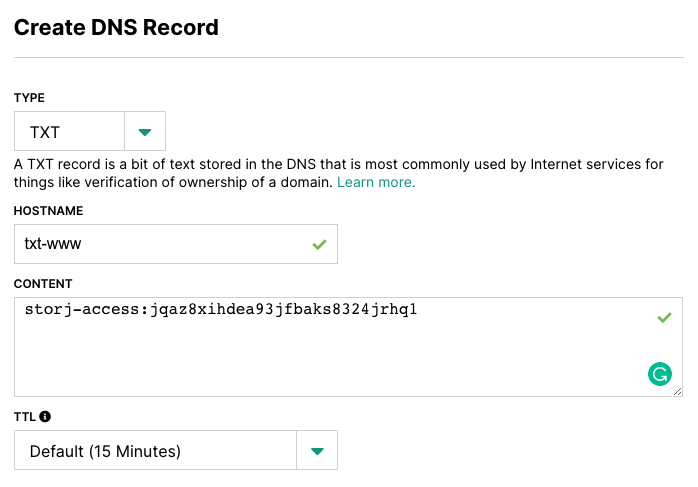 Create DNS Record
TYPE
TXT
A TXT record is a bit of text stored in the DNS that is most commonly used by Internet services for
things like verification of ownership of a domain. Learn more.
HOSTNAME
txt-www
CONTENT
storj-access:jqaz8xihdea93jfbaks8324jrhq1
TTL
Default (15 Minutes)